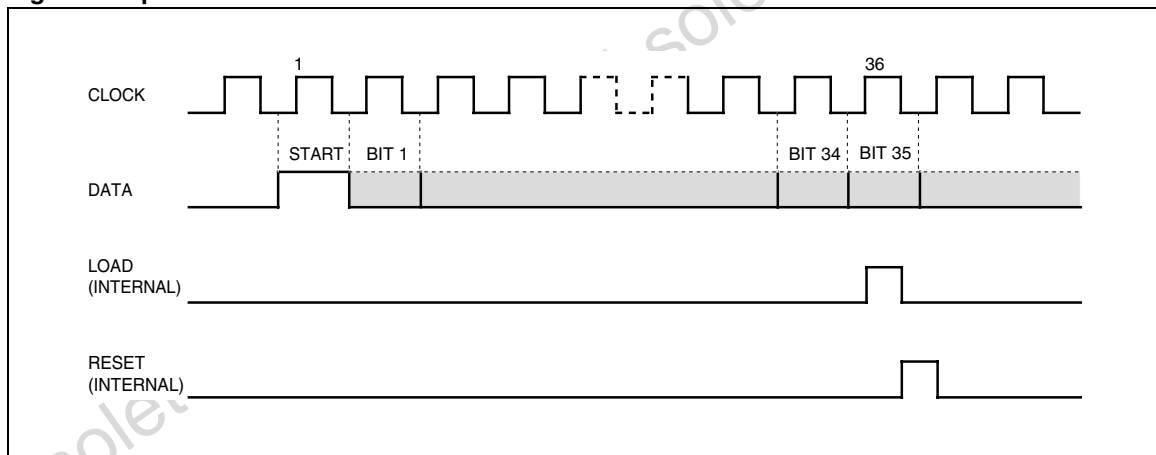 1 36
CLOCK
START BIT 1 BIT 34 BIT 35
DATA
LOAD
(INTERNAL)
RESET
(INTERNAL)